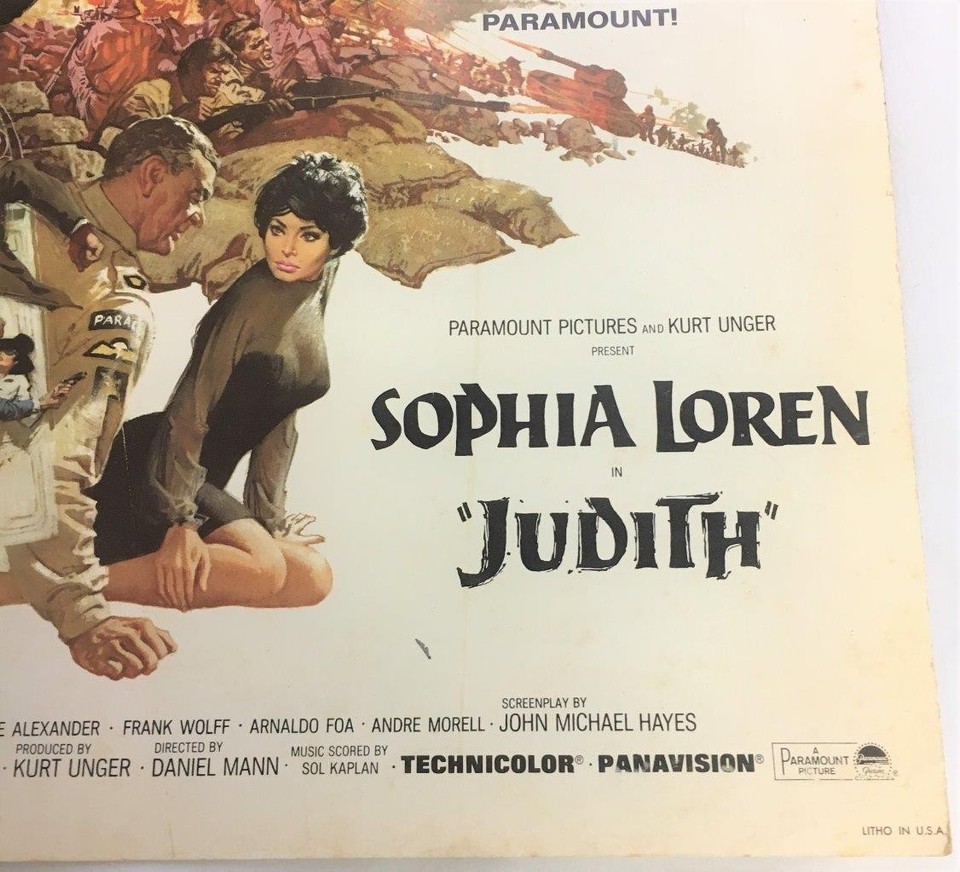 PARAMOUNT!
PARAMOUNT PICTURES AND KURT UNGER
PRESENT
SOPHIA LOREN
IN
"JUDITH"
SCREENPLAY BY
E ALEXANDER · FRANK WOLFF · ARNALDO FOA · ANDRE MORELL · JOHN MICHAEL HAYES
PRODUCED BY DIRECTED BY MUSIC SCORED BY
· KURT UNGER · DANIEL MANN · SOL KAPLAN · TECHNICOLOR® · PANAVISION®
A
PARAMOUNT
PICTURE
LITHO IN U.S.A.